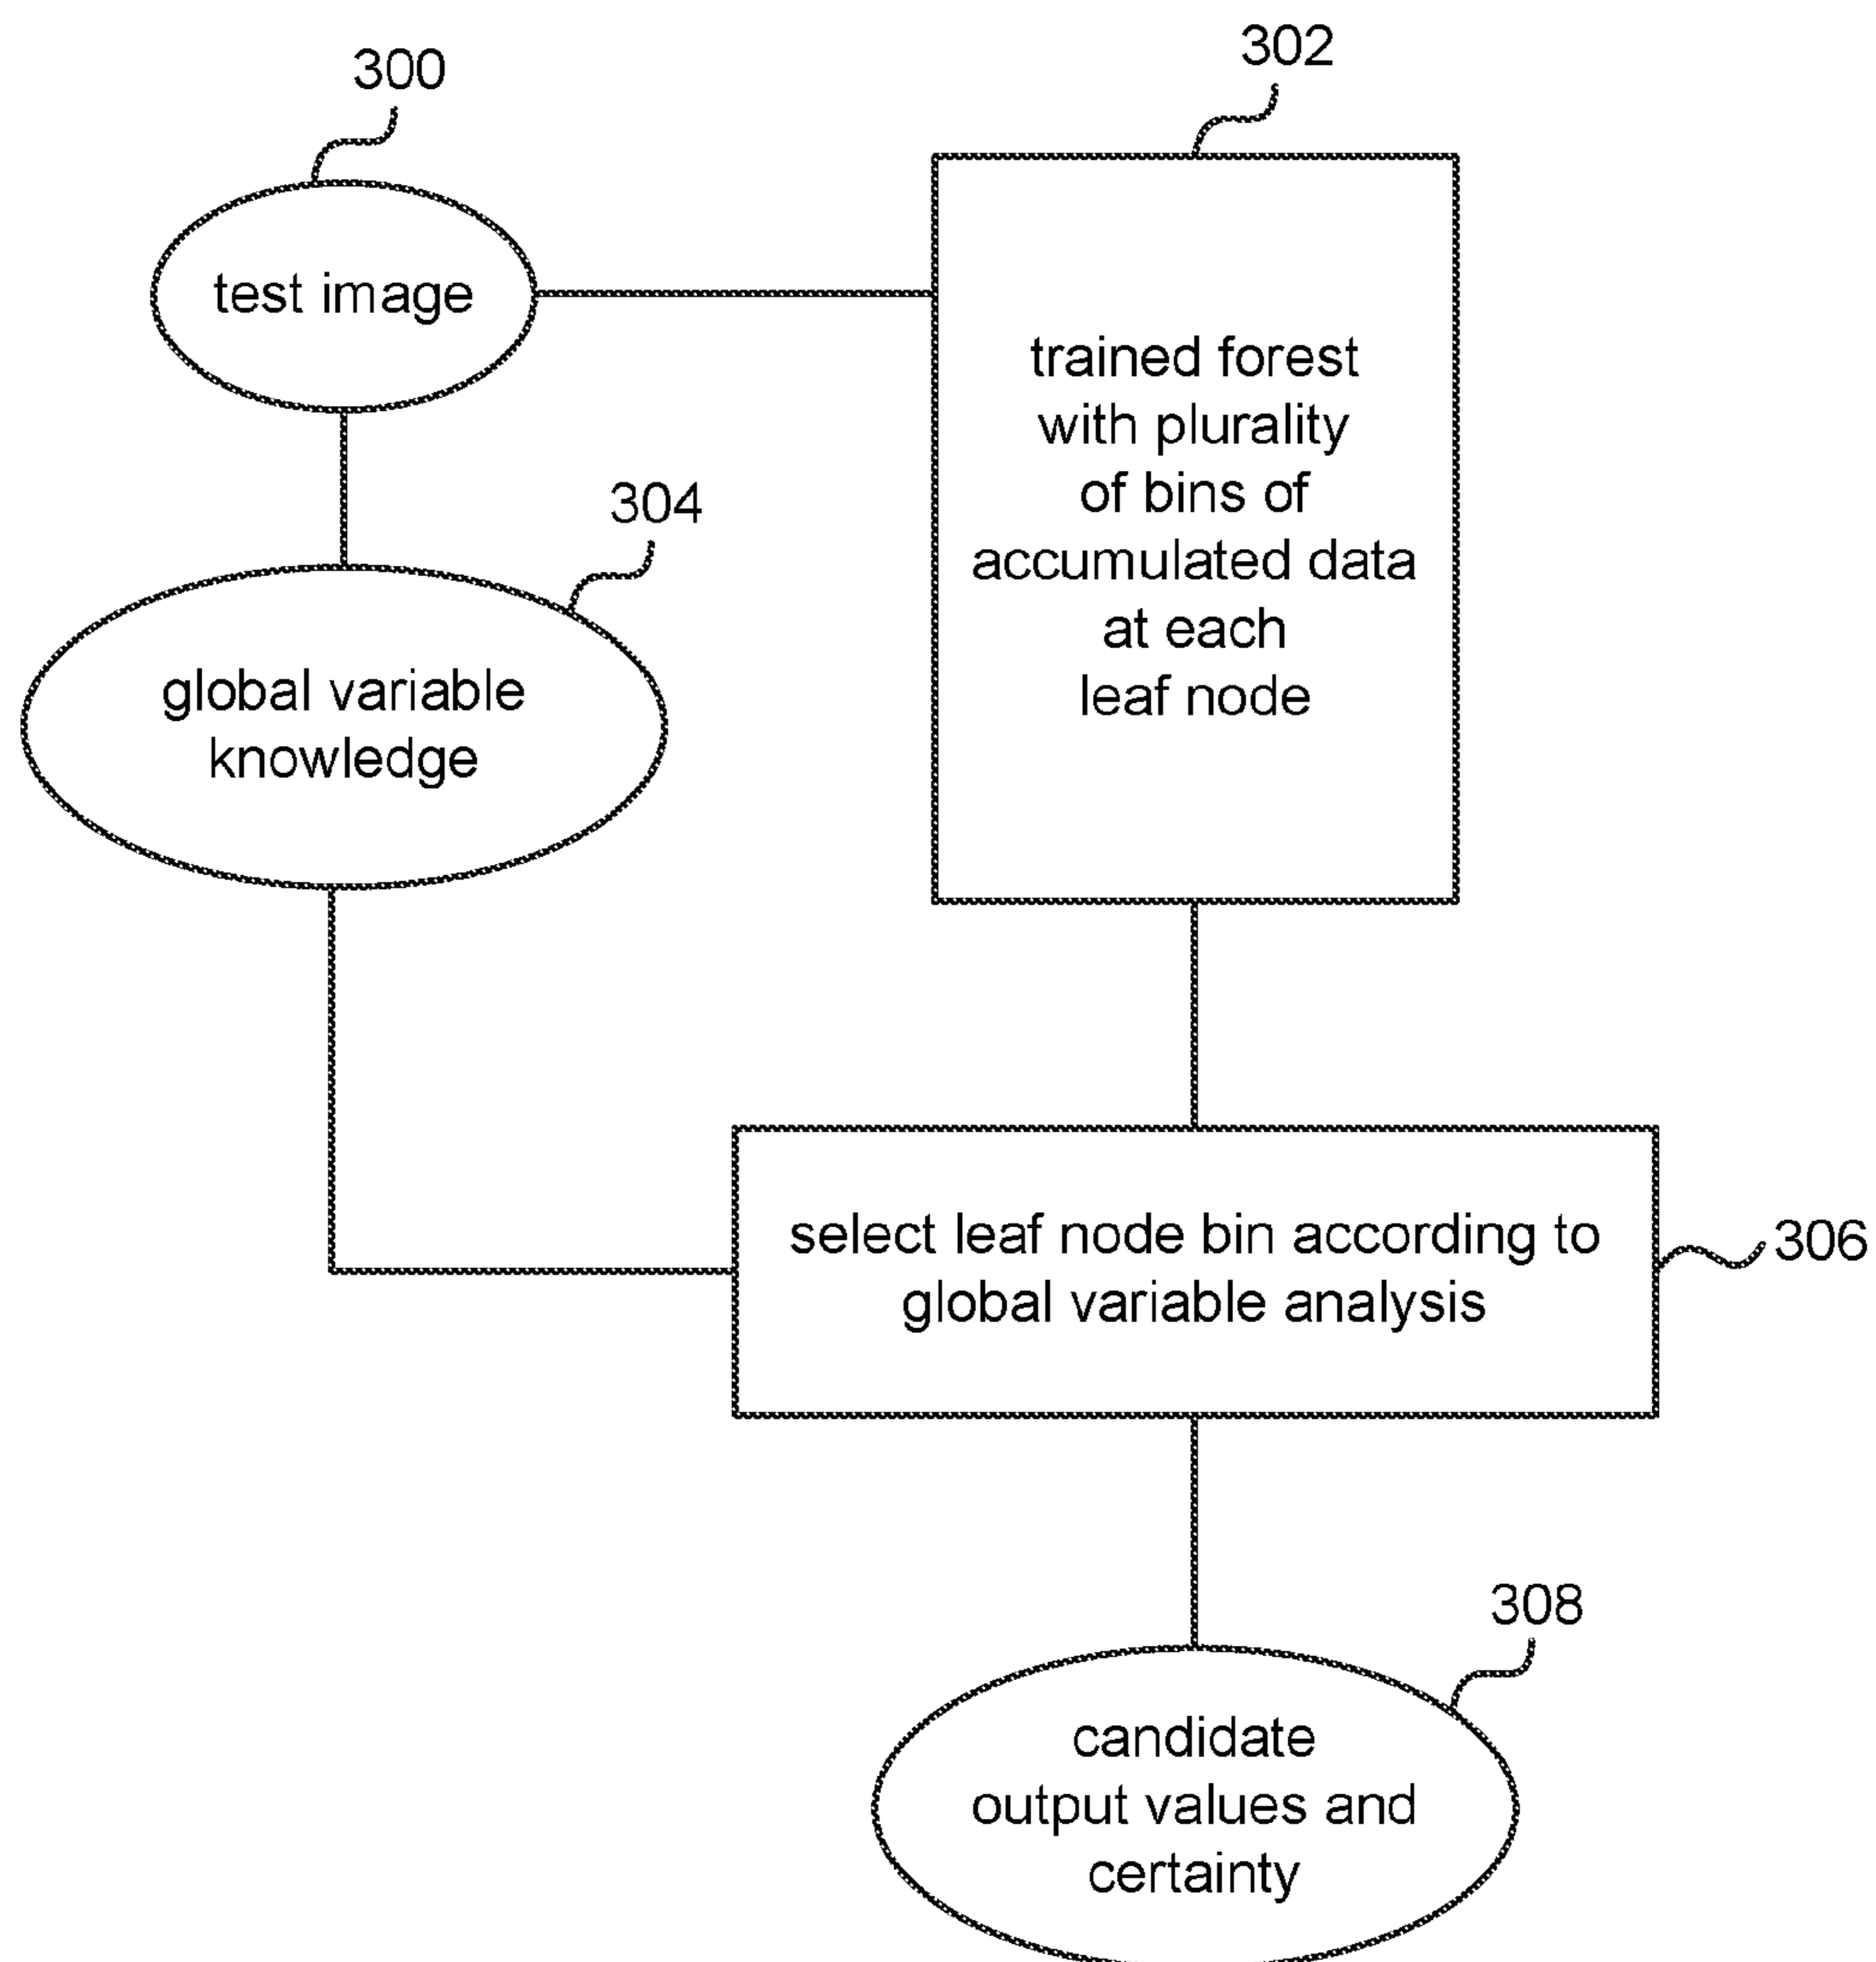 300
302
test image
trained forest
with plurality
of bins of
accumulated data
at each
leaf node
304
global variable
knowledge
select leaf node bin according to
global variable analysis
306
308
candidate
output values and
certainty